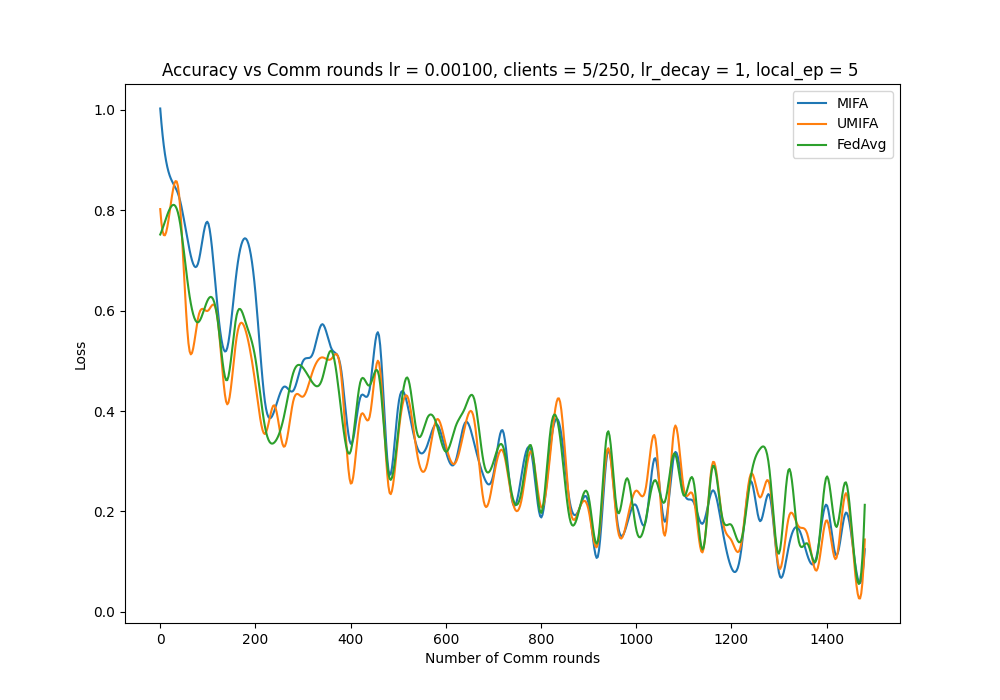 Accuracy vs Comm rounds lr = 0.00100, clients = 5/250, lr_decay = 1, local_ep = 5
MIFA
UMIFA
FedAvg
1.0
0.8
0.6
0.4
0.2
0.0
Loss
0 200 400 600 800 1000 1200 1400
Number of Comm rounds